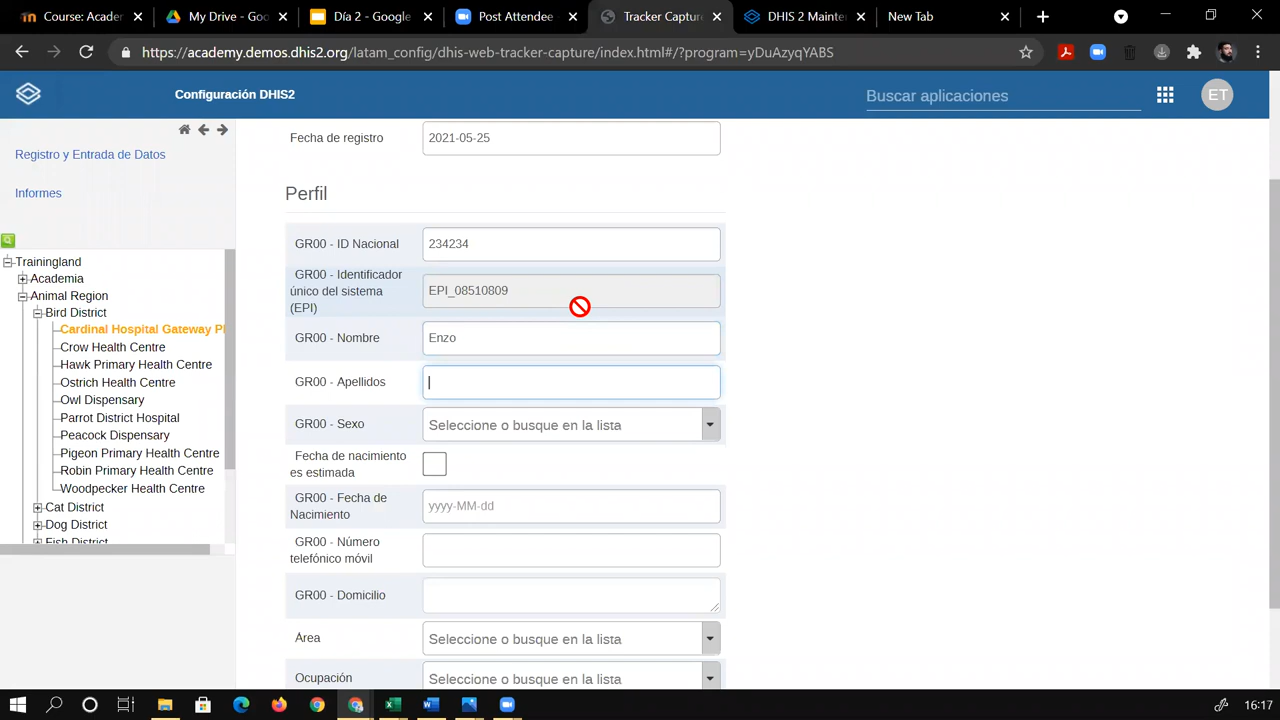 Course: Acader
My Drive - Goo
Día 2 - Google
Post Attendee
Tracker Capture
DHIS 2 Mainter
New Tab
https://academy.demos.dhis2.org/latam_config/dhis-web-tracker-capture/index.html#/?program=yDuAzyqYABS
Configuración DHIS2
Buscar aplicaciones
ET
Registro y Entrada de Datos
Informes
Trainingland
Academia
Animal Region
Bird District
Cardinal Hospital Gateway Pl
Crow Health Centre
Hawk Primary Health Centre
Ostrich Health Centre
Owl Dispensary
Parrot District Hospital
Peacock Dispensary
Pigeon Primary Health Centre
Robin Primary Health Centre
Woodpecker Health Centre
Cat District
Dog District
Fish District
Fecha de registro
2021-05-25
Perfil
GR00 - ID Nacional
234234
GR00 - Identificador
único del sistema
(EPI)
EPI_08510809
GR00 - Nombre
Enzo
GR00 - Apellidos
GR00 - Sexo
Seleccione o busque en la lista
Fecha de nacimiento
es estimada
GR00 - Fecha de
Nacimiento
yyyy-MM-dd
GR00 - Número
telefónico móvil
GR00 - Domicilio
Área
Seleccione o busque en la lista
Ocupación
Seleccione o busque en la lista
16:17